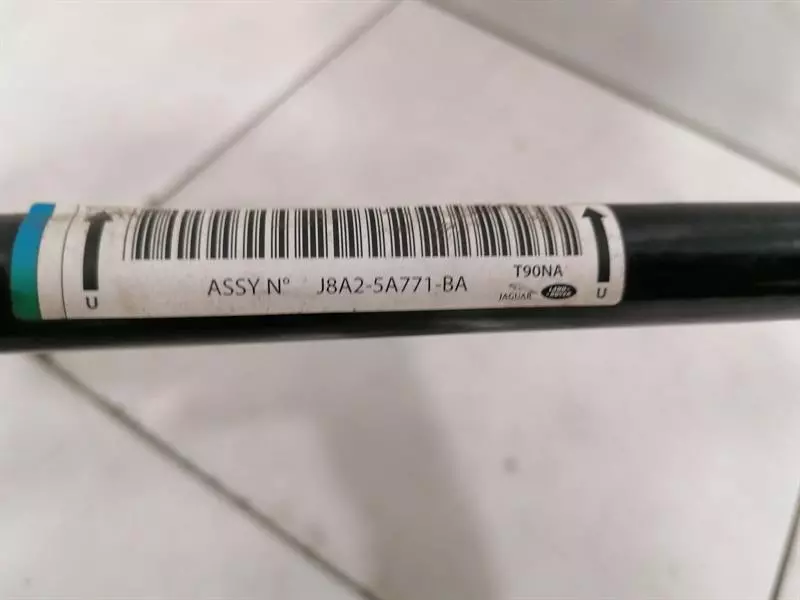 T90NA
ASSY N° J8A2-5A771-BA
JAGUAR LAND ROVER
U U